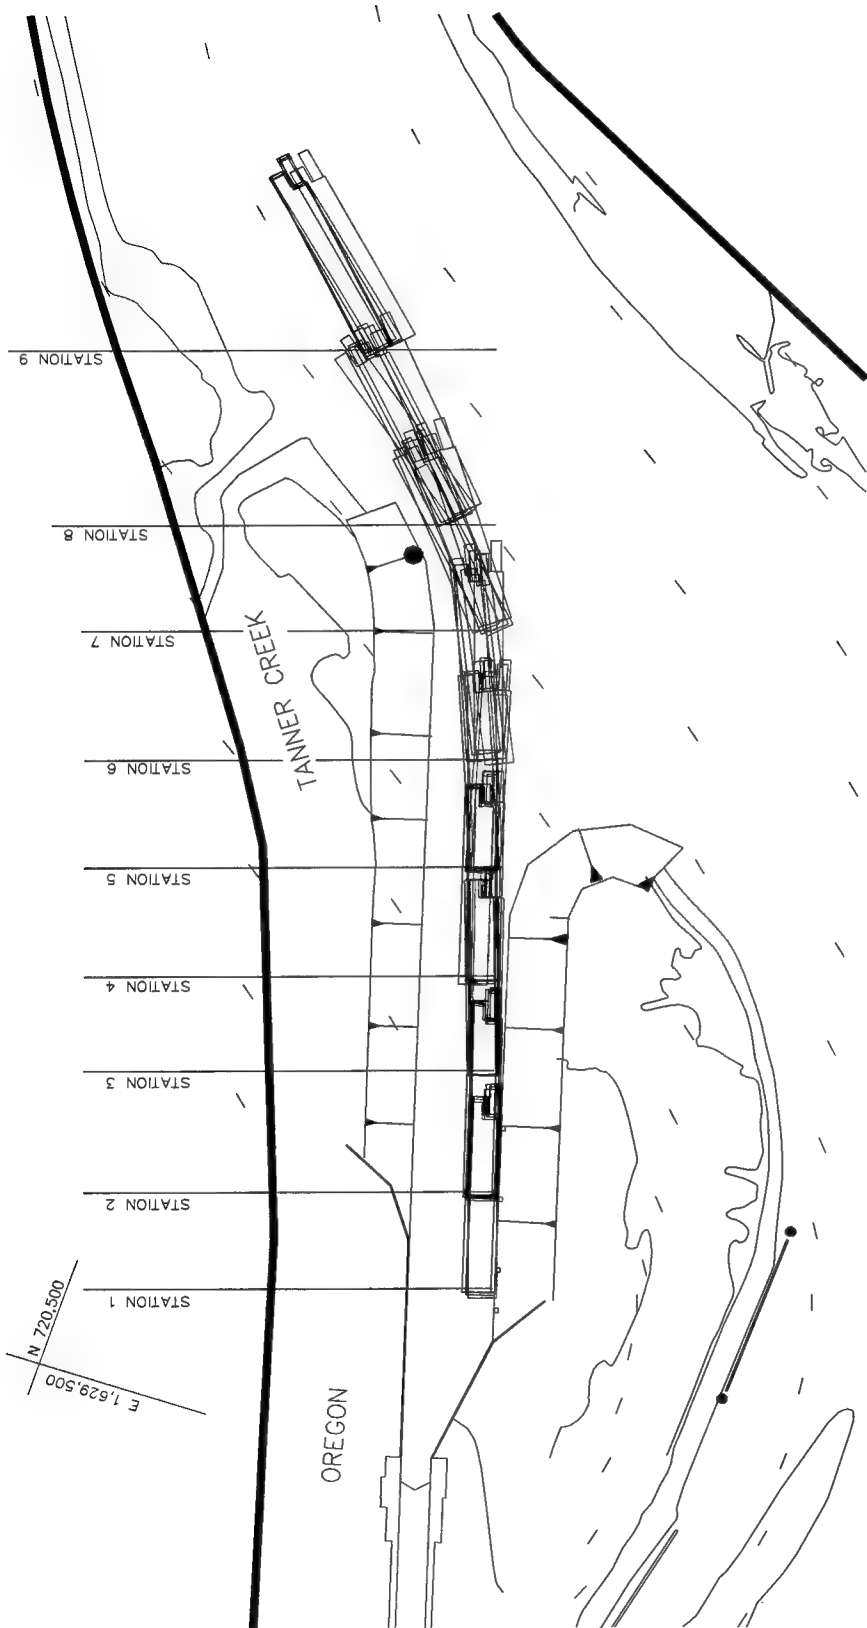 STATION 9
STATION 8
STATION 7
TANNER CREEK
STATION 6
STATION 5
STATION 4
STATION 3
STATION 2
STATION 1
N 720,500
E 1,629,500
OREGON